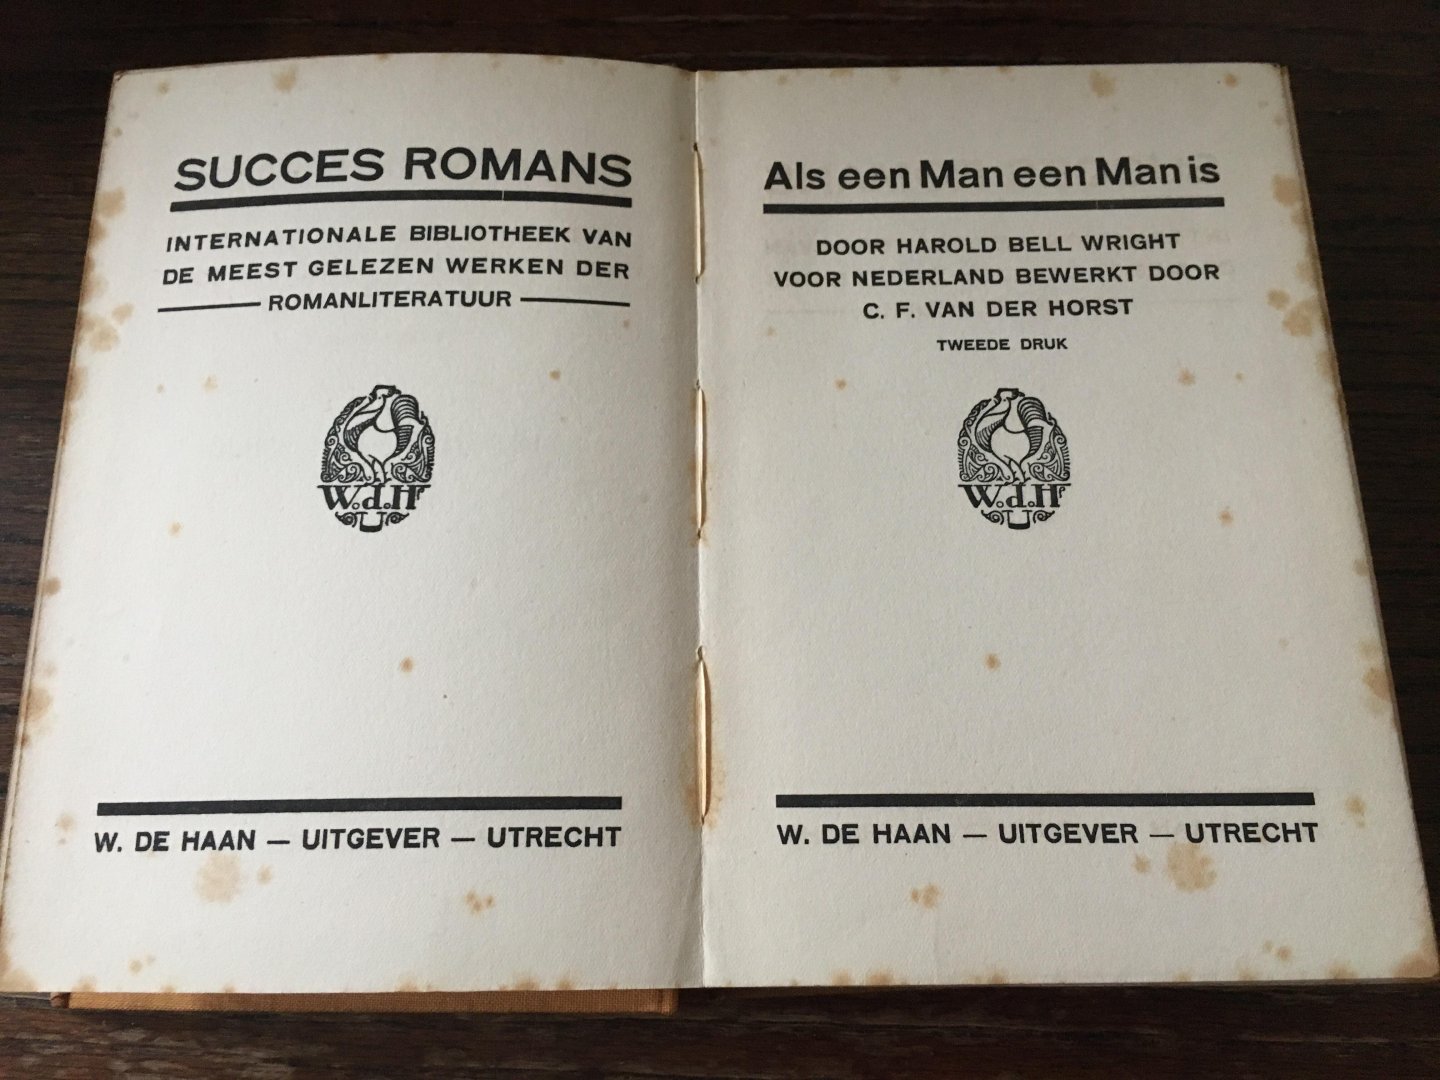 SUCCES ROMANS
INTERNATIONALE BIBLIOTHEEK VAN
DE MEEST GELEZEN WERKEN DER
ROMANLITERATUUR
W.d.H
U
W. DE HAAN — UITGEVER — UTRECHT
Als een Man een Man is
DOOR HAROLD BELL WRIGHT
VOOR NEDERLAND BEWERKT DOOR
C. F. VAN DER HORST
TWEEDE DRUK
W.d.H
U
W. DE HAAN — UITGEVER — UTRECHT